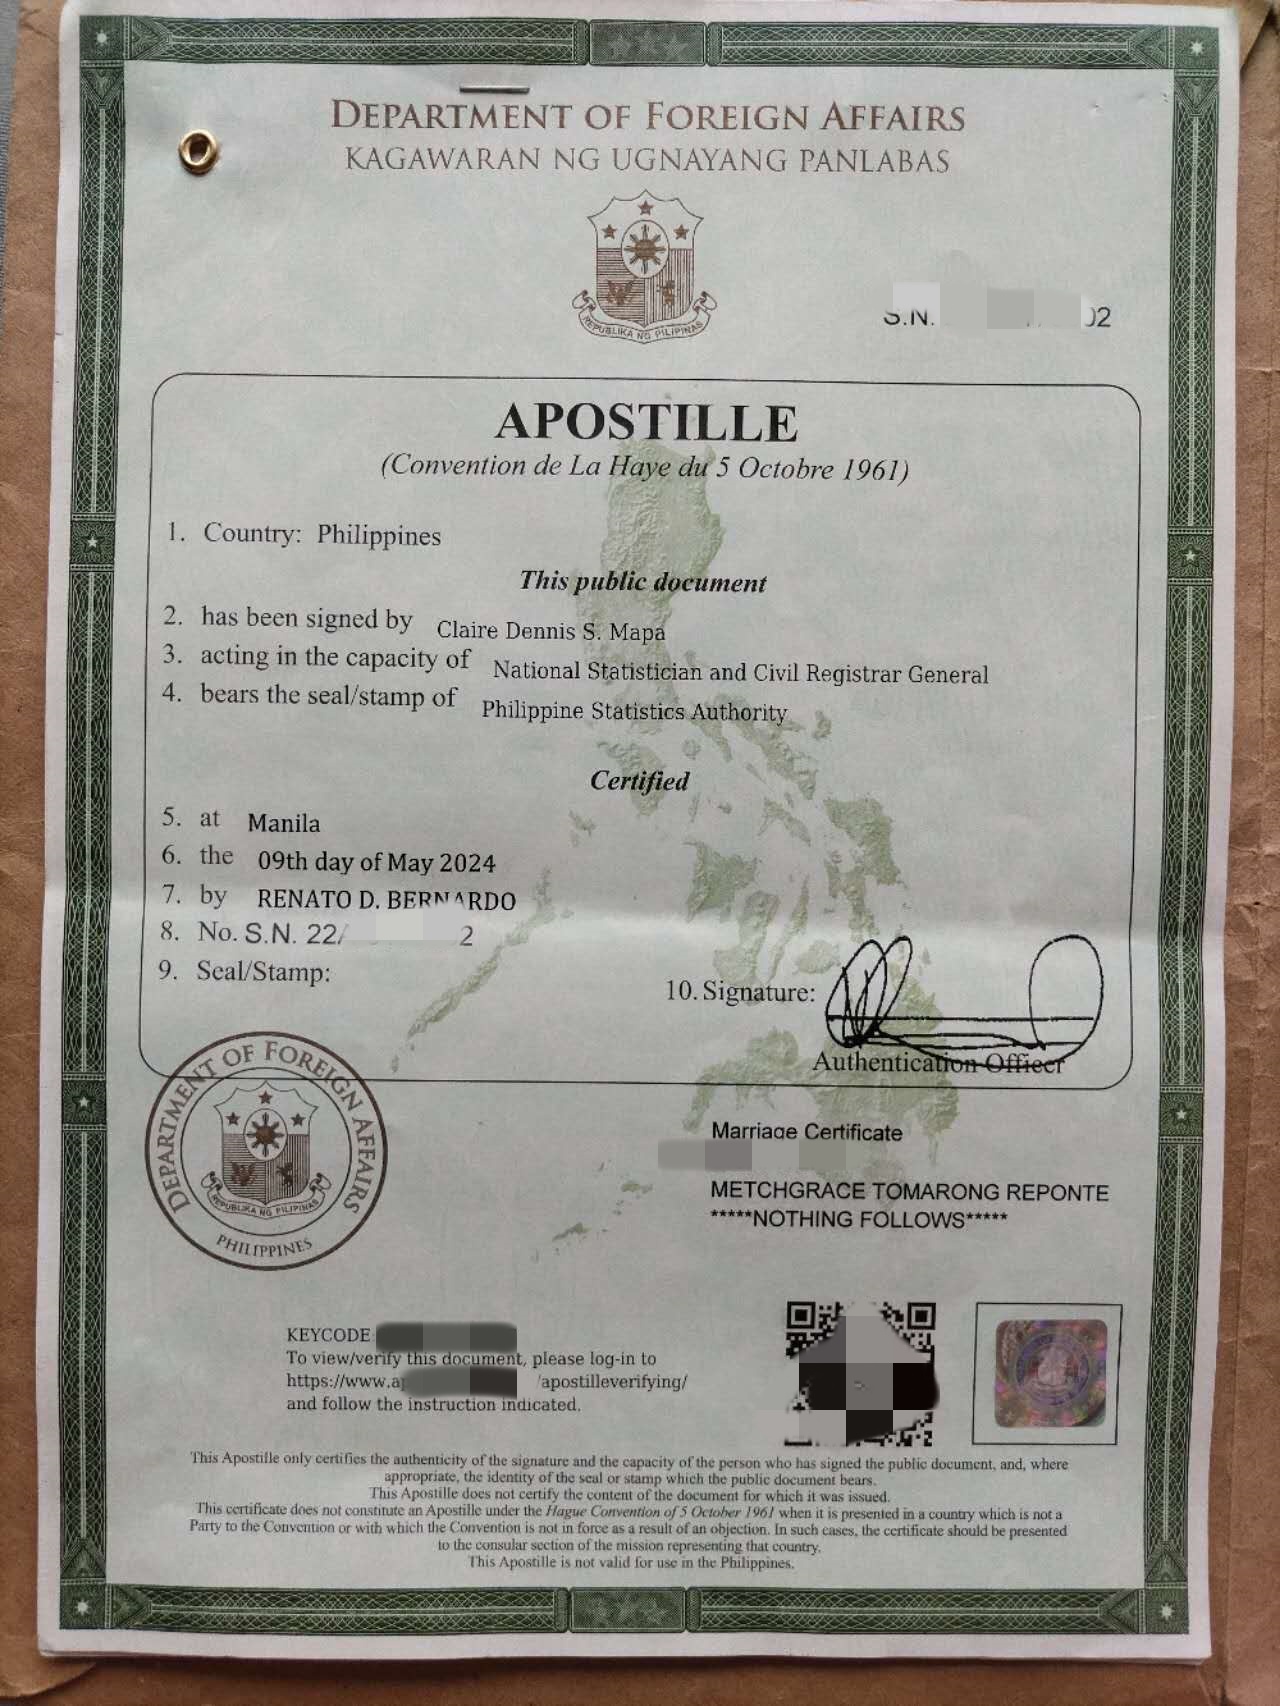 DEPARTMENT OF FOREIGN AFFAIRS
KAGAWARAN NG UGNAYANG PANLABAS
REPUBLIKA NG PILIPINAS
S.N. 02
APOSTILLE
(Convention de La Haye du 5 Octobre 1961)
1. Country: Philippines
This public document
2. has been signed by Claire Dennis S. Mapa
3. acting in the capacity of National Statistician and Civil Registrar General
4. bears the seal/stamp of Philippine Statistics Authority
Certified
5. at Manila
6. the 09th day of May 2024
7. by RENATO D. BERNARDO
8. No. S.N. 22/ 2
9. Seal/Stamp:
10. Signature:
Authentication Officer
DEPARTMENT OF FOREIGN AFFAIRS
REPUBLIKA NG PILIPINAS
PHILIPPINES
Marriage Certificate
METCHGRACE TOMARONG REPONTE
*****NOTHING FOLLOWS*****
KEYCODE
To view/verify this document, please log-in to
https://www.a /apostilleverifying/
and follow the instruction indicated.
This Apostille only certifies the authenticity of the signature and the capacity of the person who has signed the public document, and, where
appropriate, the identity of the seal or stamp which the public document bears.
This Apostille does not certify the content of the document for which it was issued.
This certificate does not constitute an Apostille under the Hague Convention of 5 October 1961 when it is presented in a country which is not a
Party to the Convention or with which the Convention is not in force as a result of an objection. In such cases, the certificate should be presented
to the consular section of the mission representing that country.
This Apostille is not valid for use in the Philippines.